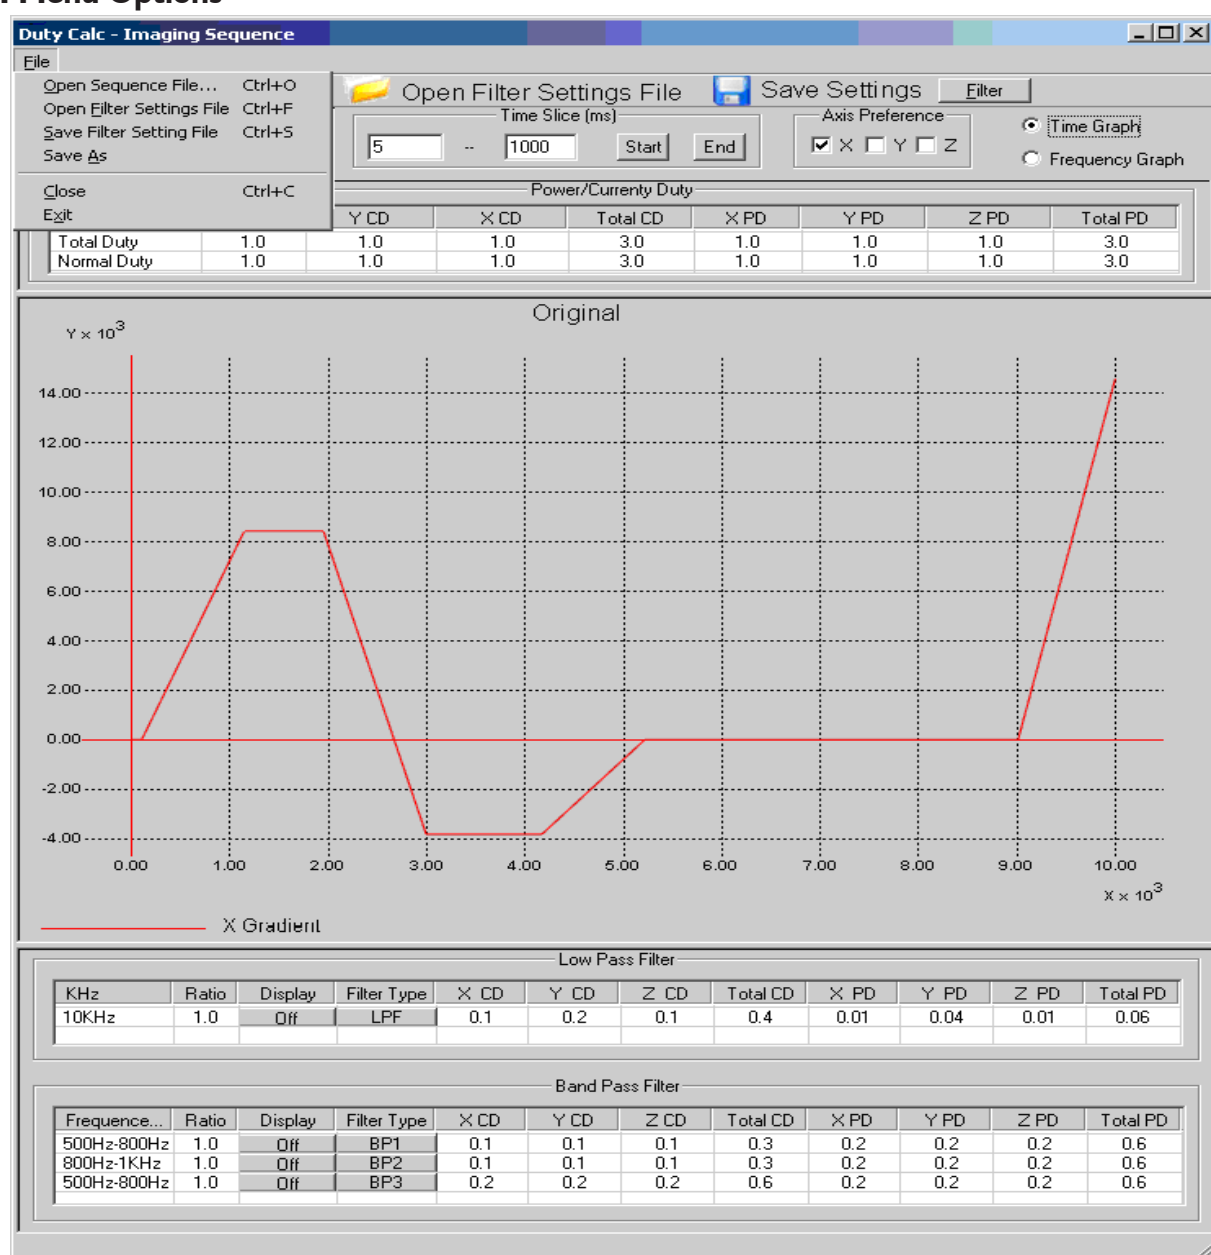 Menu Options
Duty Calc - Imaging Sequence
File
Open Sequence File... Ctrl+O
Open Filter Settings File Ctrl+F
Save Filter Setting File Ctrl+S
Save As
Close Ctrl+C
Exit
Open Filter Settings File Save Settings Filter
Time Slice (ms) Axis Preference
5 -- 1000 Start End X Y Z
Time Graph
Frequency Graph
Power/Currenty Duty
Y CD X CD Total CD X PD Y PD Z PD Total PD
Total Duty 1.0 1.0 1.0 3.0 1.0 1.0 1.0 3.0
Normal Duty 1.0 1.0 1.0 3.0 1.0 1.0 1.0 3.0
Original
Y × 10³
14.00
12.00
10.00
8.00
6.00
4.00
2.00
0.00
-2.00
-4.00
0.00 1.00 2.00 3.00 4.00 5.00 6.00 7.00 8.00 9.00 10.00
X × 10³
X Gradient
Low Pass Filter
KHz Ratio Display Filter Type X CD Y CD Z CD Total CD X PD Y PD Z PD Total PD
10KHz 1.0 Off LPF 0.1 0.2 0.1 0.4 0.01 0.04 0.01 0.06
Band Pass Filter
Frequence... Ratio Display Filter Type X CD Y CD Z CD Total CD X PD Y PD Z PD Total PD
500Hz-800Hz 1.0 Off BP1 0.1 0.1 0.1 0.3 0.2 0.2 0.2 0.6
800Hz-1KHz 1.0 Off BP2 0.1 0.1 0.1 0.3 0.2 0.2 0.2 0.6
500Hz-800Hz 1.0 Off BP3 0.2 0.2 0.2 0.6 0.2 0.2 0.2 0.6